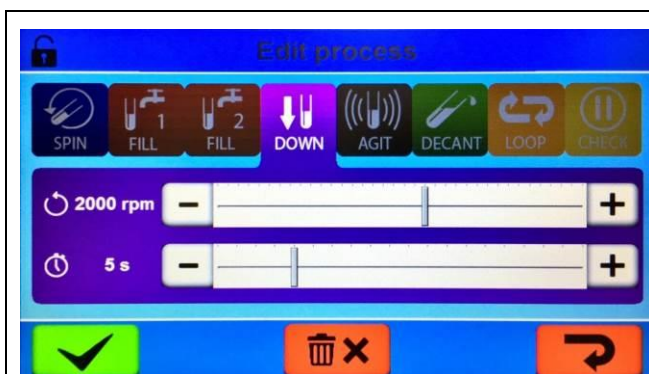 Edit process
SPIN
1
FILL
2
FILL
DOWN
AGIT
DECANT
LOOP
CHECK
2000 rpm
5 s